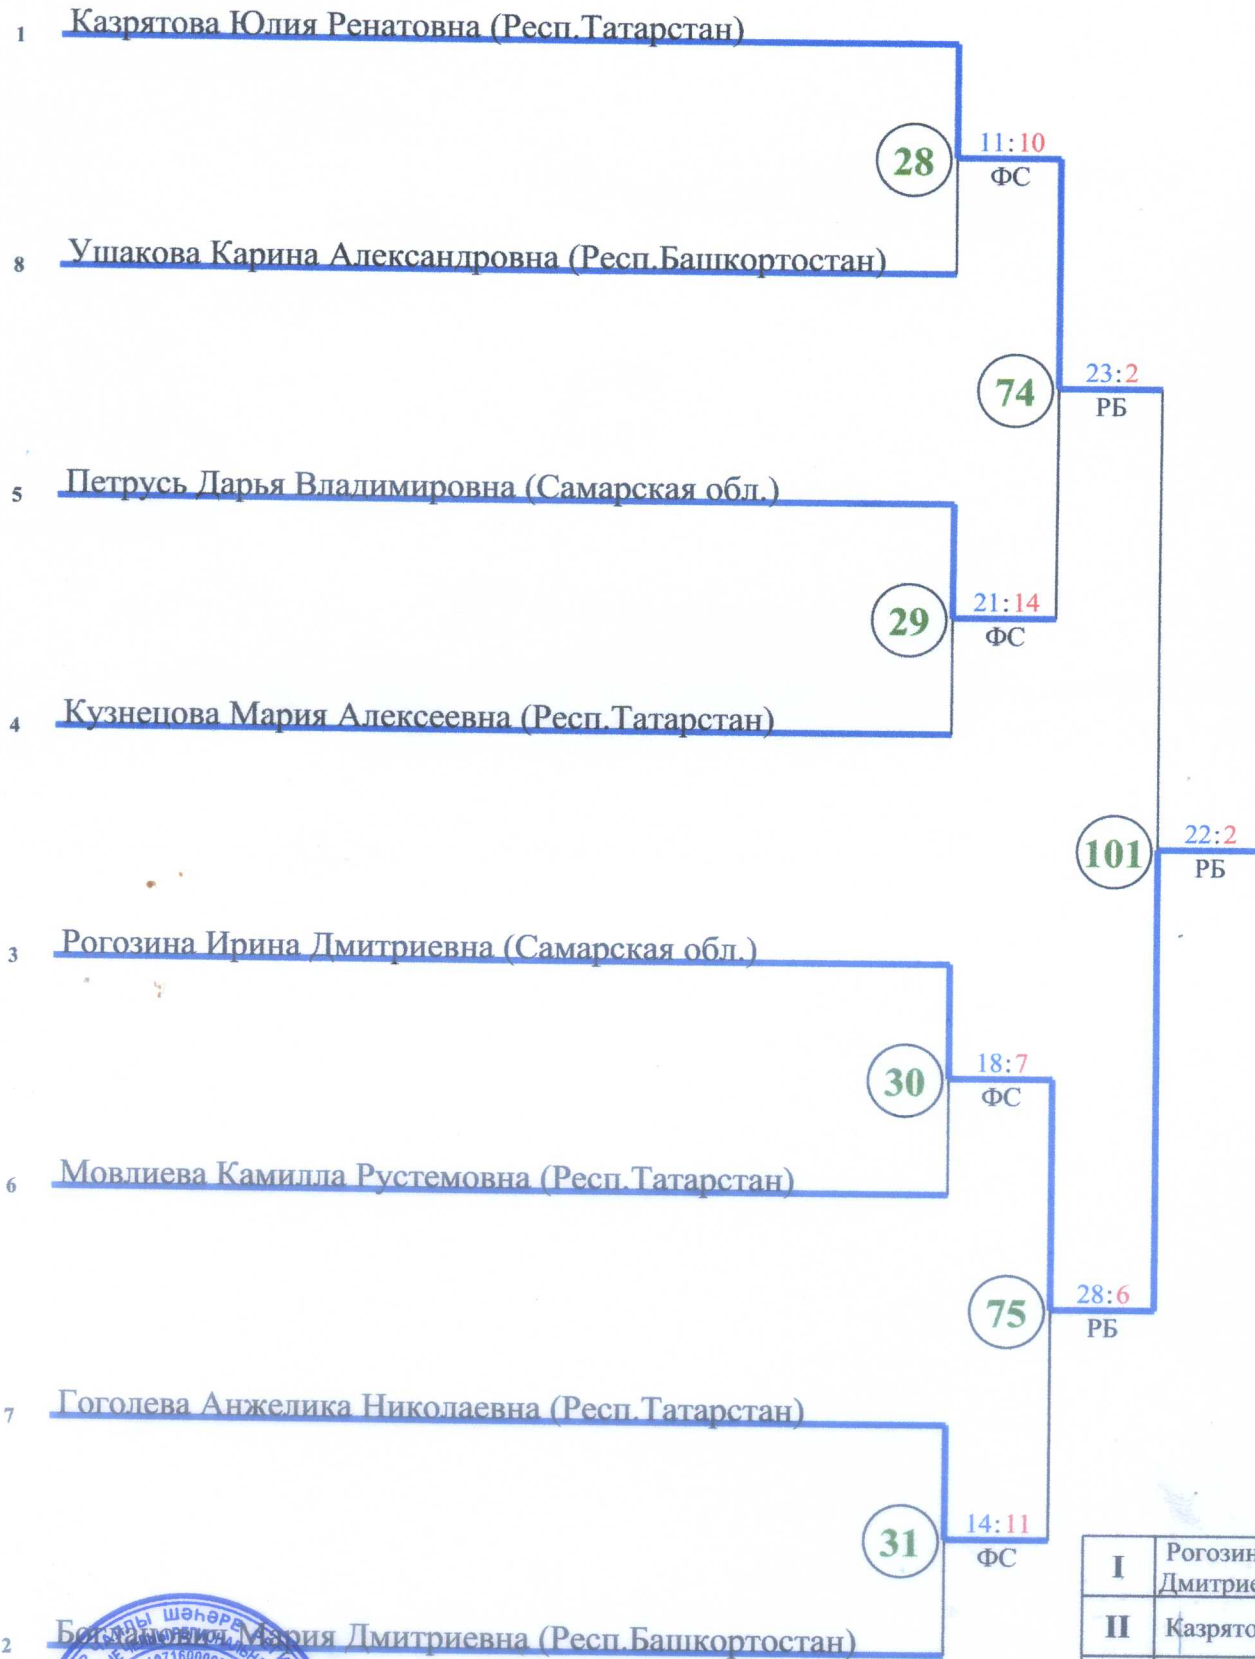 1 Казрятова Юлия Ренатовна (Респ.Татарстан)
28 11:10
ФС
8 Ушакова Карина Александровна (Респ.Башкортостан)
74 23:2
РБ
5 Петрусь Дарья Владимировна (Самарская обл.)
29 21:14
ФС
4 Кузнецова Мария Алексеевна (Респ.Татарстан)
101 22:2
РБ
3 Рогозина Ирина Дмитриевна (Самарская обл.)
30 18:7
ФС
6 Мовлиева Камилла Рустемовна (Респ.Татарстан)
75 28:6
РБ
7 Гоголева Анжелика Николаевна (Респ.Татарстан)
31 14:11
ФС
I Рогозин
Дмитрие
II Казрято
2 Богданович Мария Дмитриевна (Респ.Башкортостан)
ШӘҺӘРЕ